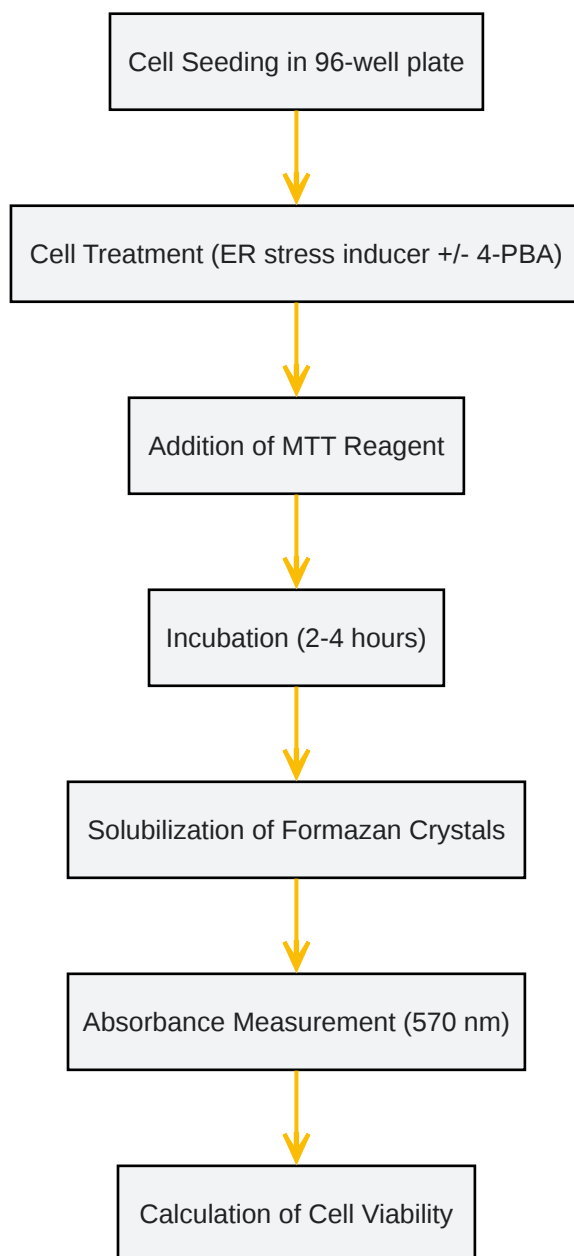 Cell Seeding in 96-well plate
Cell Treatment (ER stress inducer +/- 4-PBA)
Addition of MTT Reagent
Incubation (2-4 hours)
Solubilization of Formazan Crystals
Absorbance Measurement (570 nm)
Calculation of Cell Viability